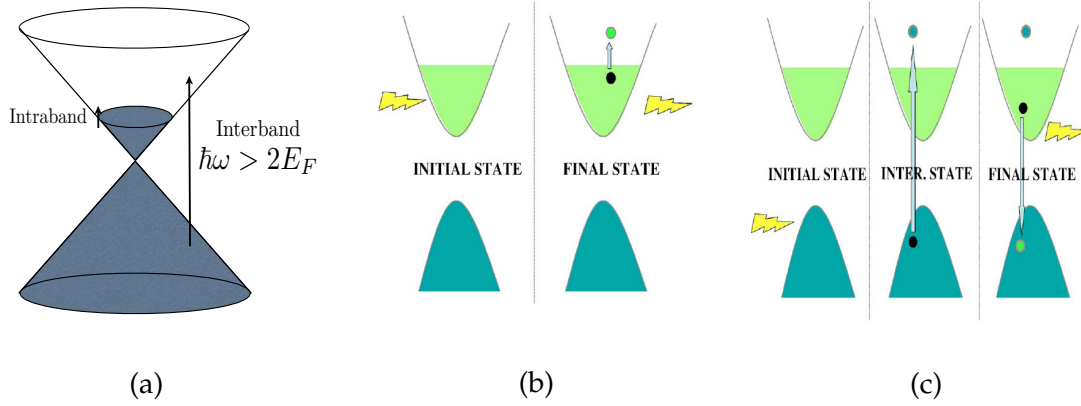 Intraband
Interband
ℏω > 2E_F
(a)
INITIAL STATE
FINAL STATE
(b)
INITIAL STATE
INTER. STATE
FINAL STATE
(c)